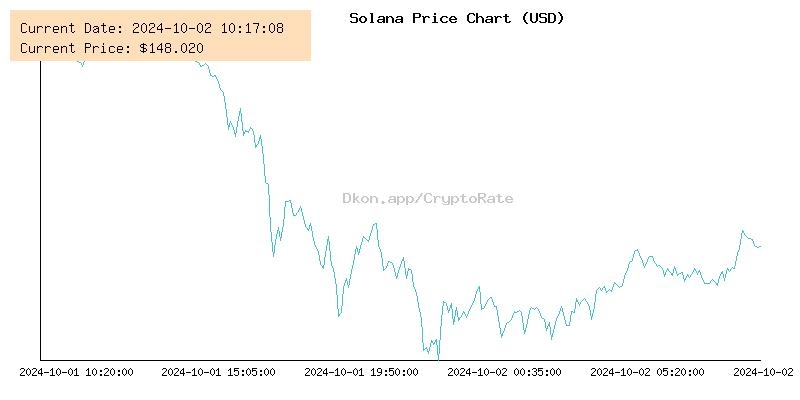 Solana Price Chart (USD)
Current Date: 2024-10-02 10:17:08
Current Price: $148.020
Dkon.app/CryptoRate
2024-10-01 10:20:00 2024-10-01 15:05:00 2024-10-01 19:50:00 2024-10-02 00:35:00 2024-10-02 05:20:00 2024-10-02